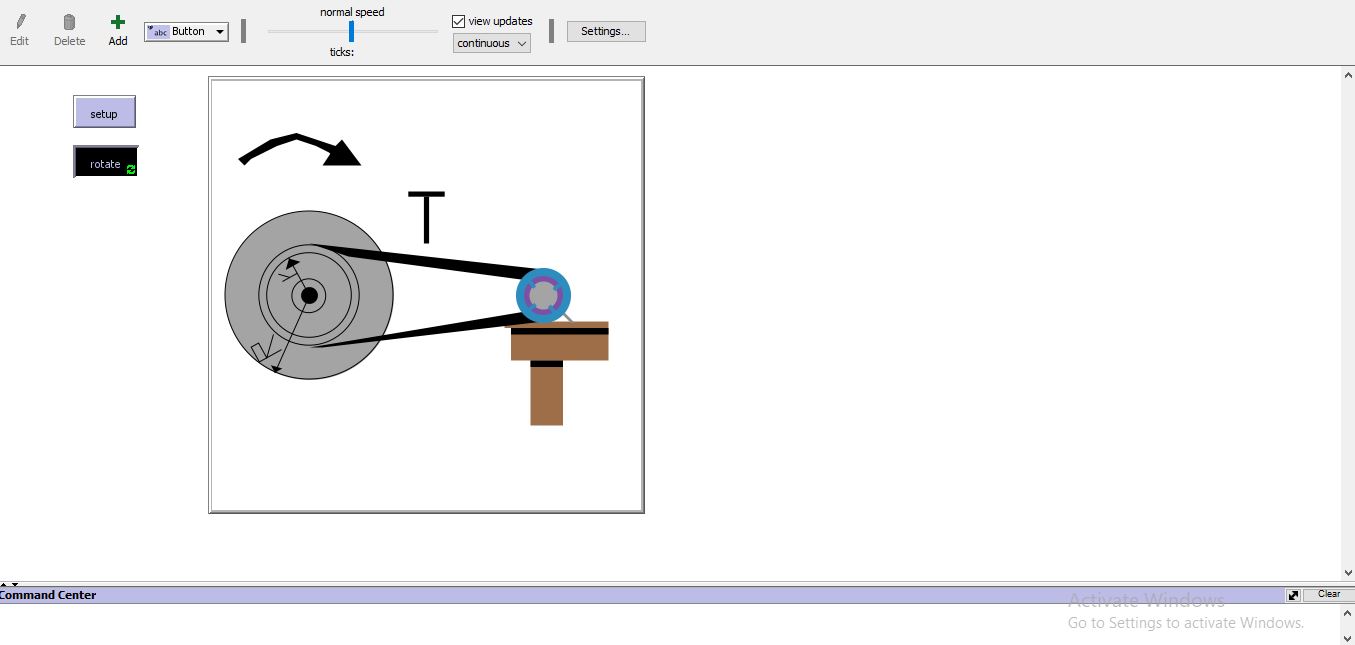 normal speed
Edit
Delete
Add
abc Button
view updates
continuous
Settings...
ticks:
setup
rotate
T
r
R
Command Center
Clear
Activate Windows
Go to Settings to activate Windows.